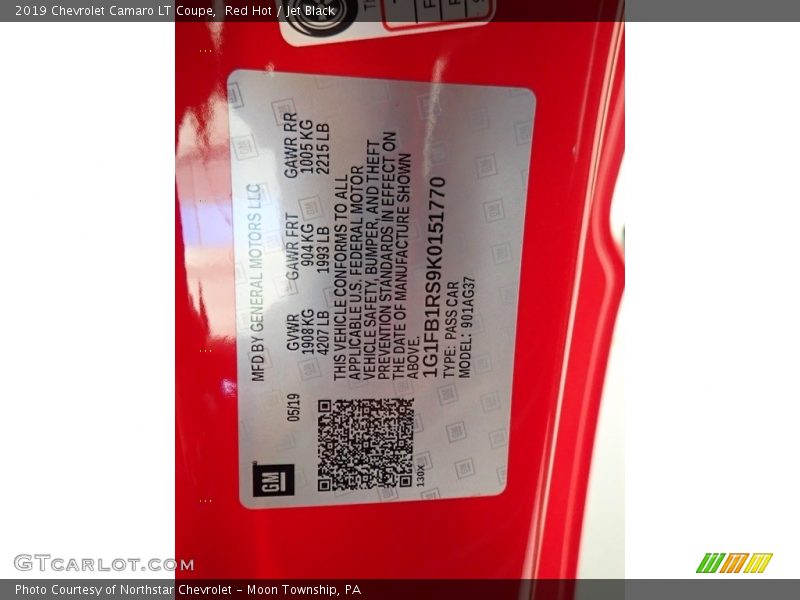 2019 Chevrolet Camaro LT Coupe,  Red Hot / Jet Black
MFD BY GENERAL MOTORS LLC
05/19
GVWR GAWR FRT GAWR RR
1908 KG 904 KG 1005 KG
4207 LB 1993 LB 2215 LB
THIS VEHICLE CONFORMS TO ALL
APPLICABLE U.S. FEDERAL MOTOR
VEHICLE SAFETY, BUMPER, AND THEFT
PREVENTION STANDARDS IN EFFECT ON
THE DATE OF MANUFACTURE SHOWN
ABOVE.
1G1FB1RS9K0151770
TYPE: PASS CAR
MODEL: 901AG37
GM
130X
GTCARLOT.COM
Photo Courtesy of Northstar Chevrolet - Moon Township, PA